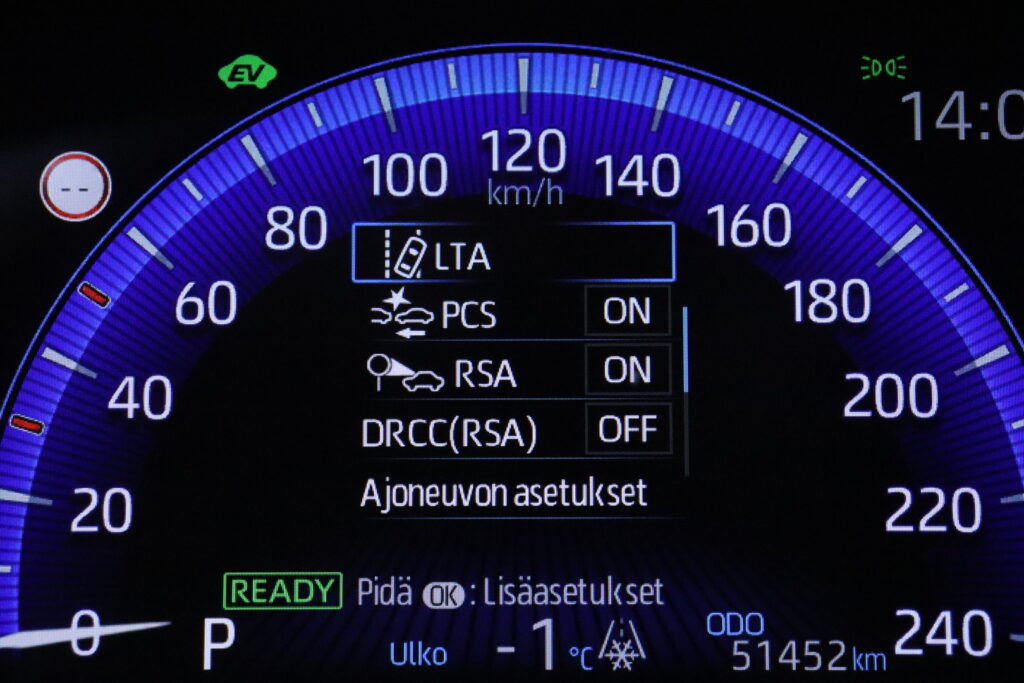 EV
14:0
--
0
20
40
60
80
100
120
km/h
140
160
180
200
220
240
LTA
PCS ON
RSA ON
DRCC(RSA) OFF
Ajoneuvon asetukset
READY Pidä OK : Lisäasetukset
P
Ulko -1 °C
ODO
51452 km